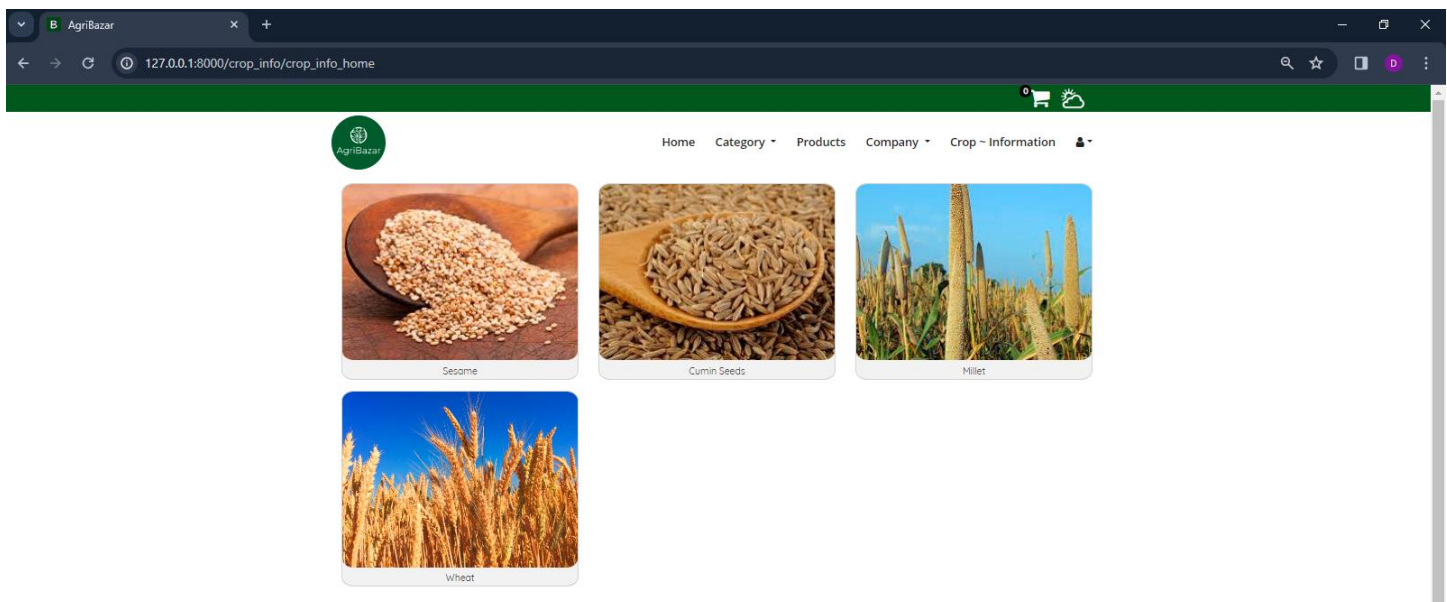 B AgriBazar
127.0.0.1:8000/crop_info/crop_info_home
D
0
AgriBazar
Home Category Products Company Crop ~ Information
Sesame Cumin Seeds Millet
Wheat